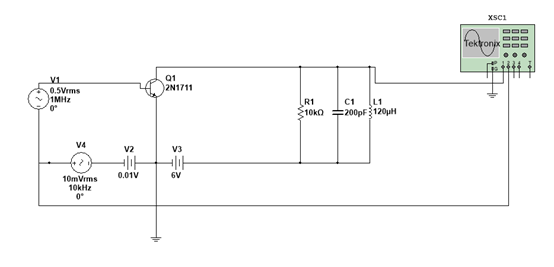 XSC1
Tektronix
P
G
1 2 3 4 T
V1
0.5Vrms
1MHz
0°
Q1
2N1711
R1
10kΩ
C1
200pF
L1
120µH
V4
10mVrms
10kHz
0°
V2
0.01V
V3
6V